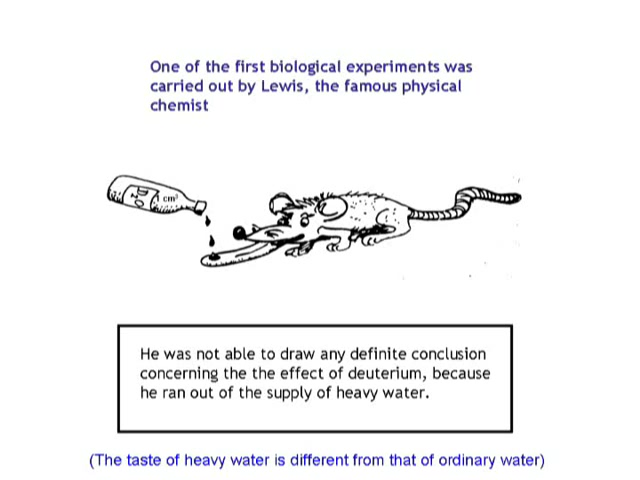 One of the first biological experiments was
carried out by Lewis, the famous physical
chemist
D₂O
1 cm³
He was not able to draw any definite conclusion
concerning the the effect of deuterium, because
he ran out of the supply of heavy water.
(The taste of heavy water is different from that of ordinary water)